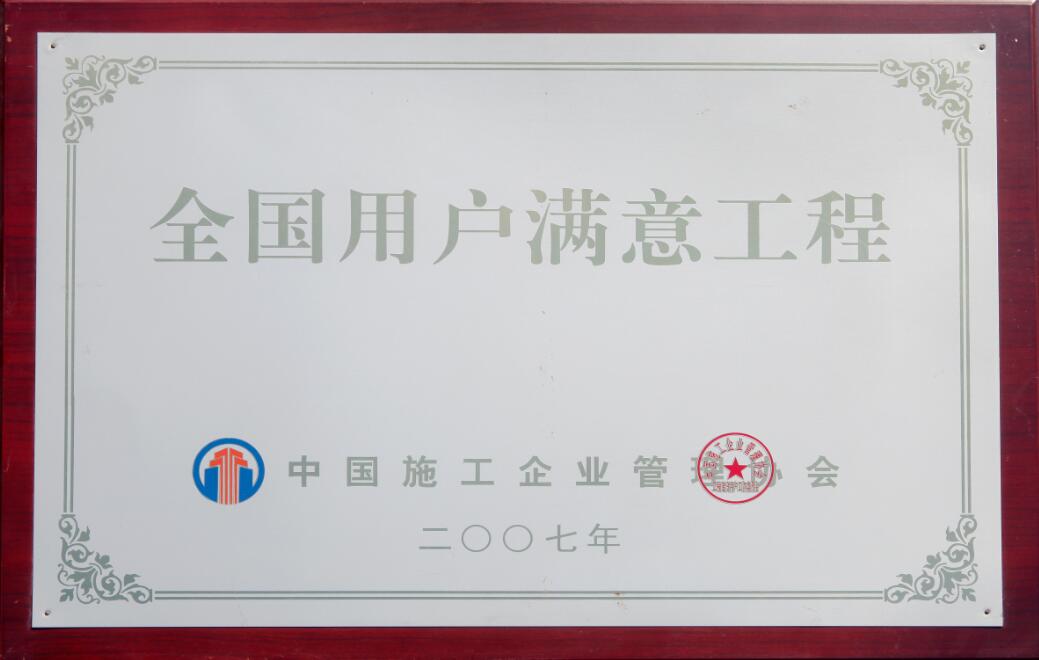 全国用户满意工程
中国施工企业管理协会
二〇〇七年